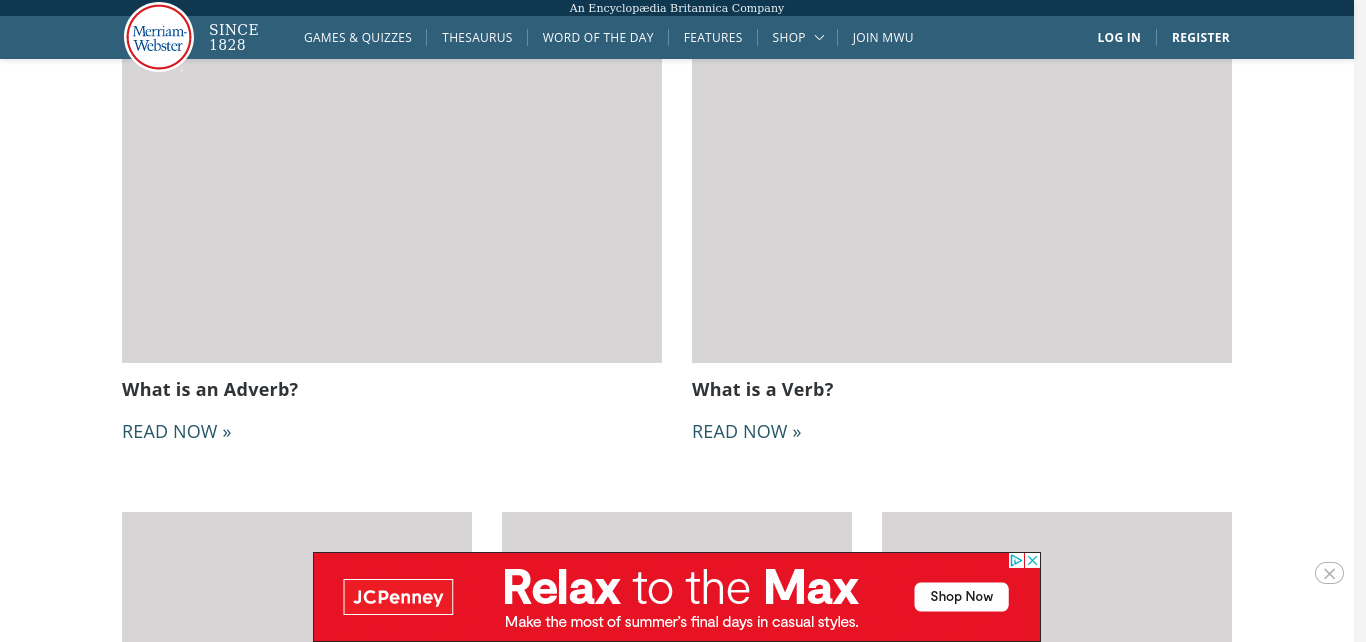 An Encyclopædia Britannica Company
Merriam-
Webster
SINCE
1828
GAMES & QUIZZES
THESAURUS
WORD OF THE DAY
FEATURES
SHOP
JOIN MWU
LOG IN
REGISTER
What is an Adverb?
What is a Verb?
READ NOW »
READ NOW »
JCPenney
Relax to the Max
Make the most of summer's final days in casual styles.
Shop Now